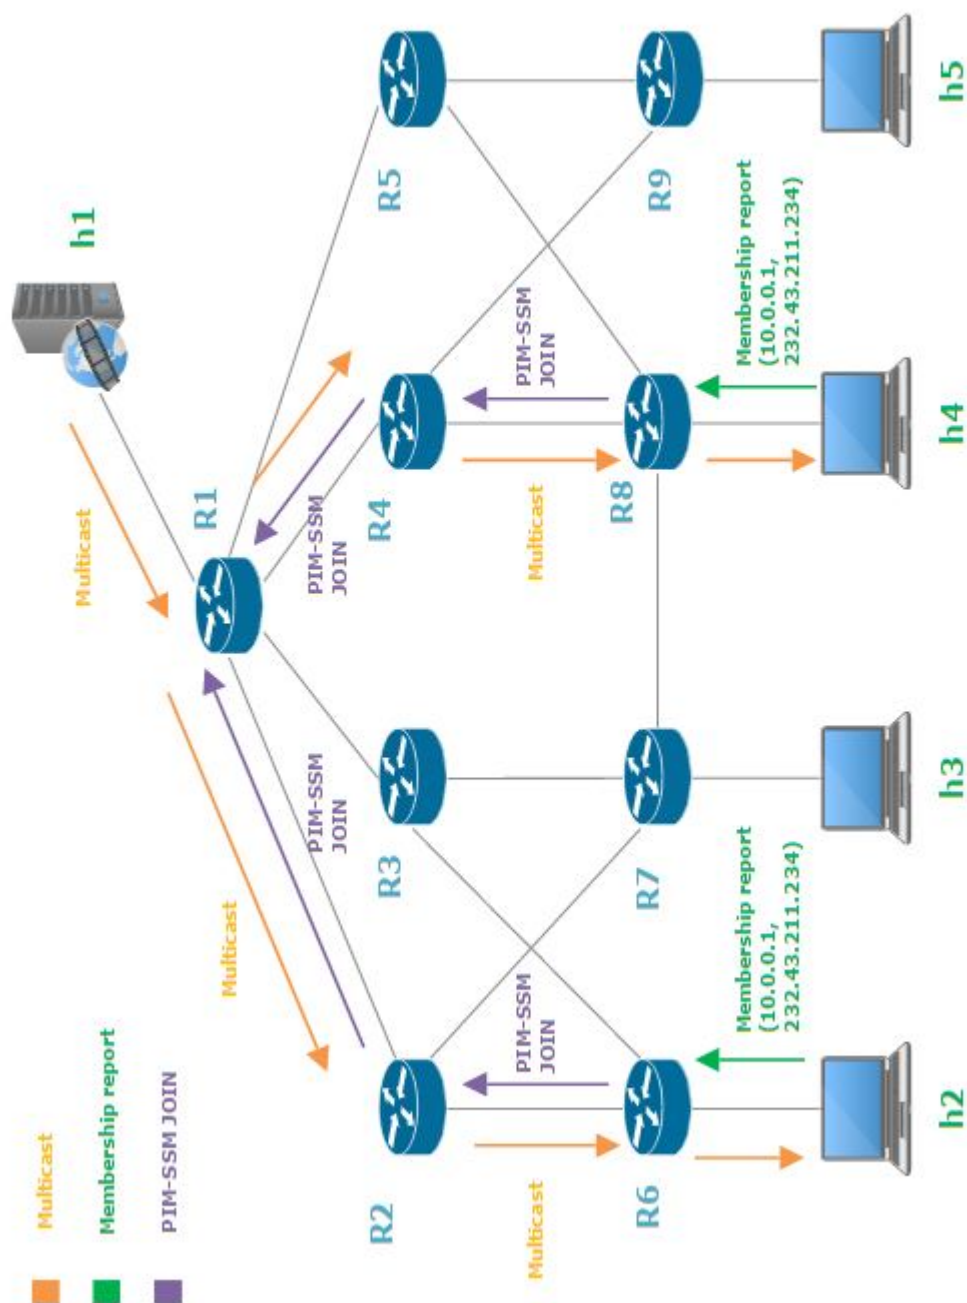 Multicast
Membership report
PIM-SSM JOIN
h1
Multicast
R1
Multicast
PIM-SSM
JOIN
PIM-SSM
JOIN
R2
R3
R4
R5
Multicast
PIM-SSM
JOIN
Multicast
PIM-SSM
JOIN
R6
R7
R8
R9
Membership report
(10.0.0.1,
232.43.211.234)
Membership report
(10.0.0.1,
232.43.211.234)
h2
h3
h4
h5